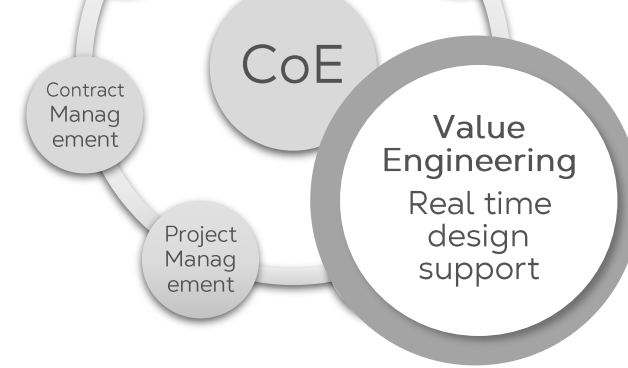 CoE
Contract
Manag
ement
Value
Engineering
Real time
design
support
Project
Manag
ement